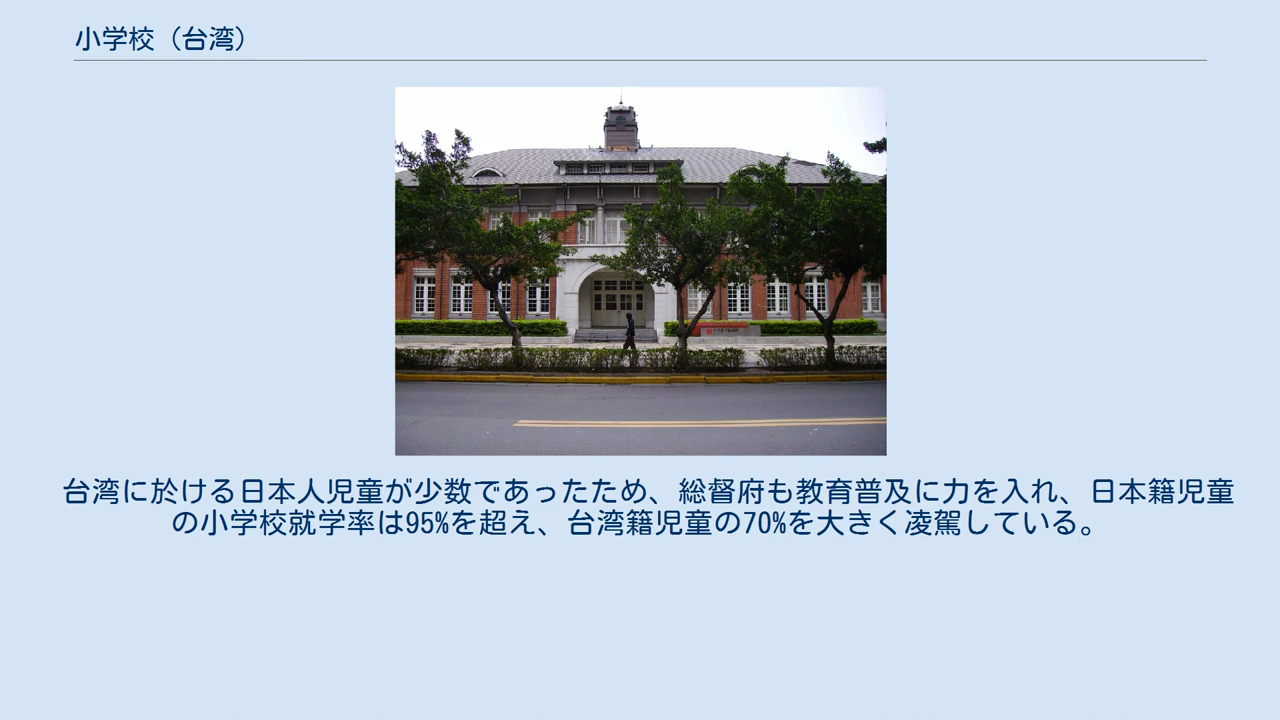 小学校（台湾）
台湾に於ける日本人児童が少数であったため、総督府も教育普及に力を入れ、日本籍児童
の小学校就学率は95%を超え、台湾籍児童の70%を大きく凌駕している。